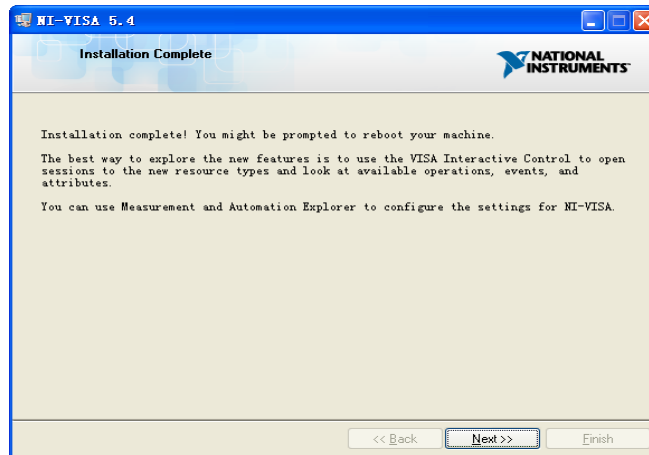 NI-VISA 5.4
Installation Complete
NATIONAL
INSTRUMENTS
Installation complete! You might be prompted to reboot your machine.
The best way to explore the new features is to use the VISA Interactive Control to open
sessions to the new resource types and look at available operations, events, and
attributes.
You can use Measurement and Automation Explorer to configure the settings for NI-VISA.
<< Back
Next >>
Finish